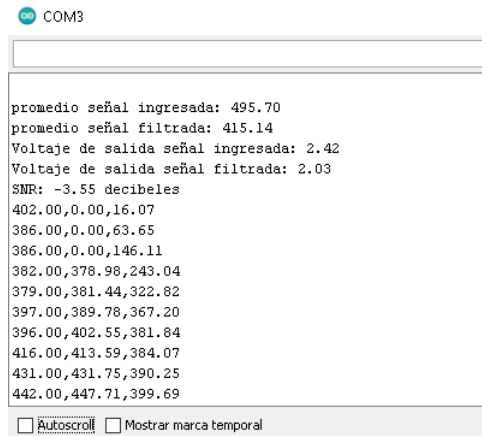 COM3
promedio señal ingresada: 495.70
promedio señal filtrada: 415.14
Voltaje de salida señal ingresada: 2.42
Voltaje de salida señal filtrada: 2.03
SNR: -3.55 decibeles
402.00,0.00,16.07
386.00,0.00,63.65
386.00,0.00,146.11
382.00,378.98,243.04
379.00,381.44,322.82
397.00,389.78,367.20
396.00,402.55,381.84
416.00,413.59,384.07
431.00,431.75,390.25
442.00,447.71,399.69
Autoscroll Mostrar marca temporal